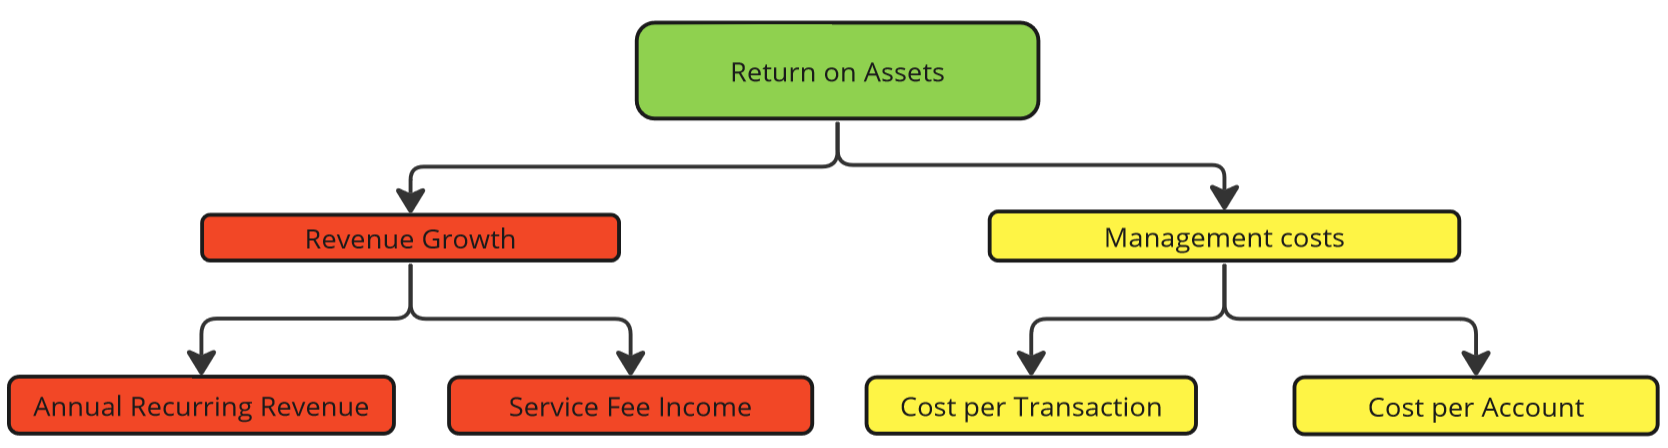 Return on Assets
Revenue Growth
Management costs
Annual Recurring Revenue
Service Fee Income
Cost per Transaction
Cost per Account